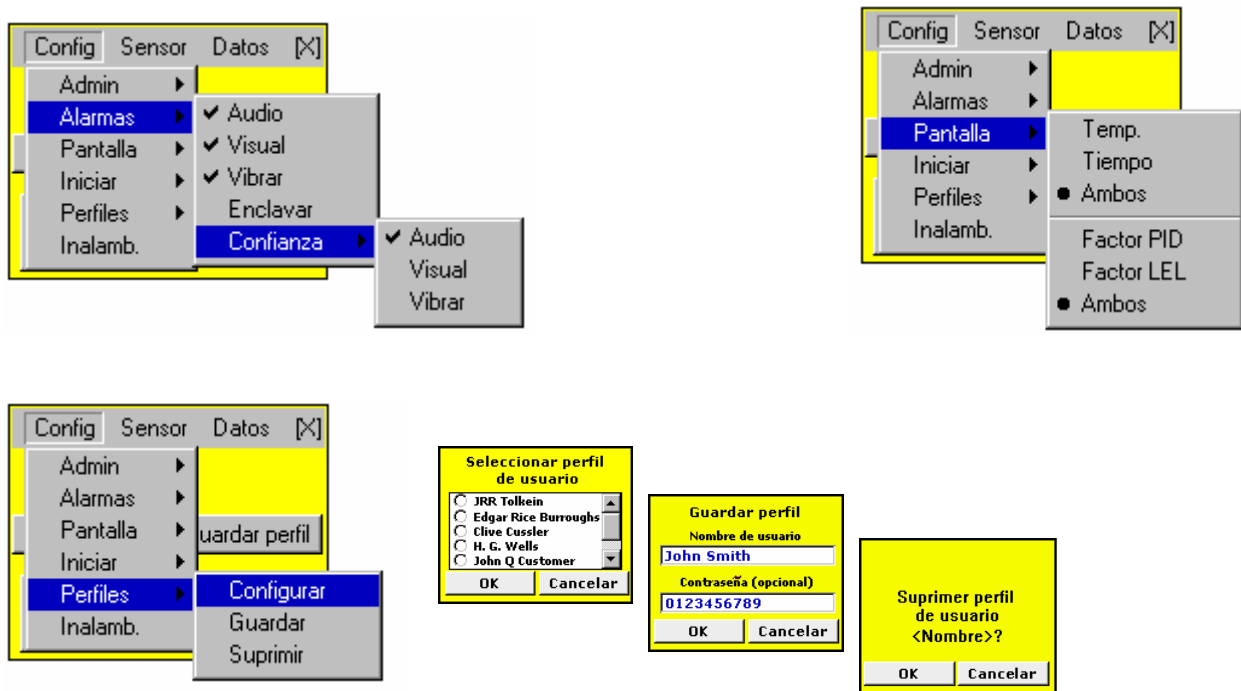 Config Sensor Datos [X]
Admin
Alarmas
Pantalla
Iniciar
Perfiles
Inalamb.
Audio
Visual
Vibrar
Enclavar
Confianza
Audio
Visual
Vibrar
Config Sensor Datos [X]
Admin
Alarmas
Pantalla
Iniciar
Perfiles
Inalamb.
Temp.
Tiempo
Ambos
Factor PID
Factor LEL
Ambos
Config Sensor Datos [X]
Admin
Alarmas
Pantalla
Iniciar
Perfiles
Inalamb.
uardar perfil
Configurar
Guardar
Suprimir
Seleccionar perfil
de usuario
JRR Tolkein
Edgar Rice Burroughs
Clive Cussler
H. G. Wells
John Q Customer
OK Cancelar
Guardar perfil
Nombre de usuario
John Smith
Contraseña (opcional)
0123456789
OK Cancelar
Suprimer perfil
de usuario
<Nombre>?
OK Cancelar